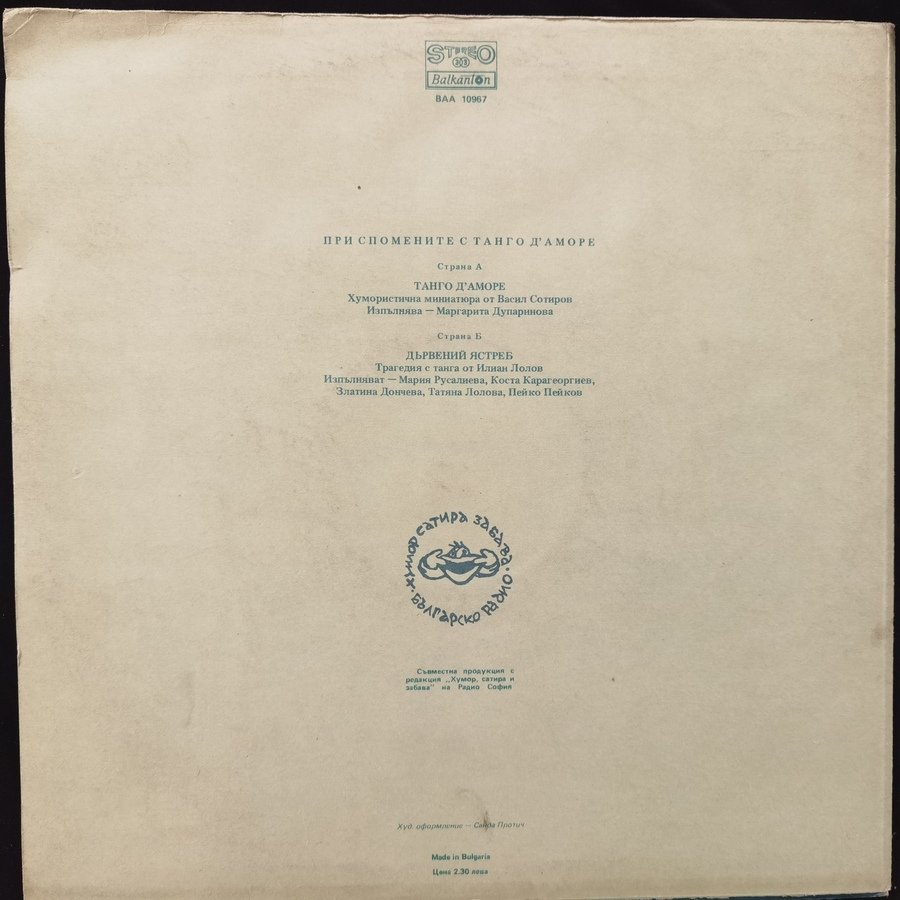 STEREO
Balkanton
ВАА 10967
ПРИ СПОМЕНИТЕ С ТАНГО Д'АМОРЕ
Страна А
ТАНГО Д'АМОРЕ
Хумористична миниатюра от Васил Сотиров
Изпълнява — Маргарита Дупаринова
Страна Б
ДЪРВЕНИЙ ЯСТРЕБ
Трагедия с танга от Илиан Лолов
Изпълняват — Мария Русалиева, Коста Карагеоргиев,
Златина Дончева, Татяна Лолова, Пейко Пейков
ХУМОР САТИРА ЗАБАВА
БЪЛГАРСКО РАДИО
Съвместна продукция с
редакция „Хумор, сатира и
забава" на Радио София
Худ. оформление — Санда Протич
Made in Bulgaria
Цена 2.30 лева